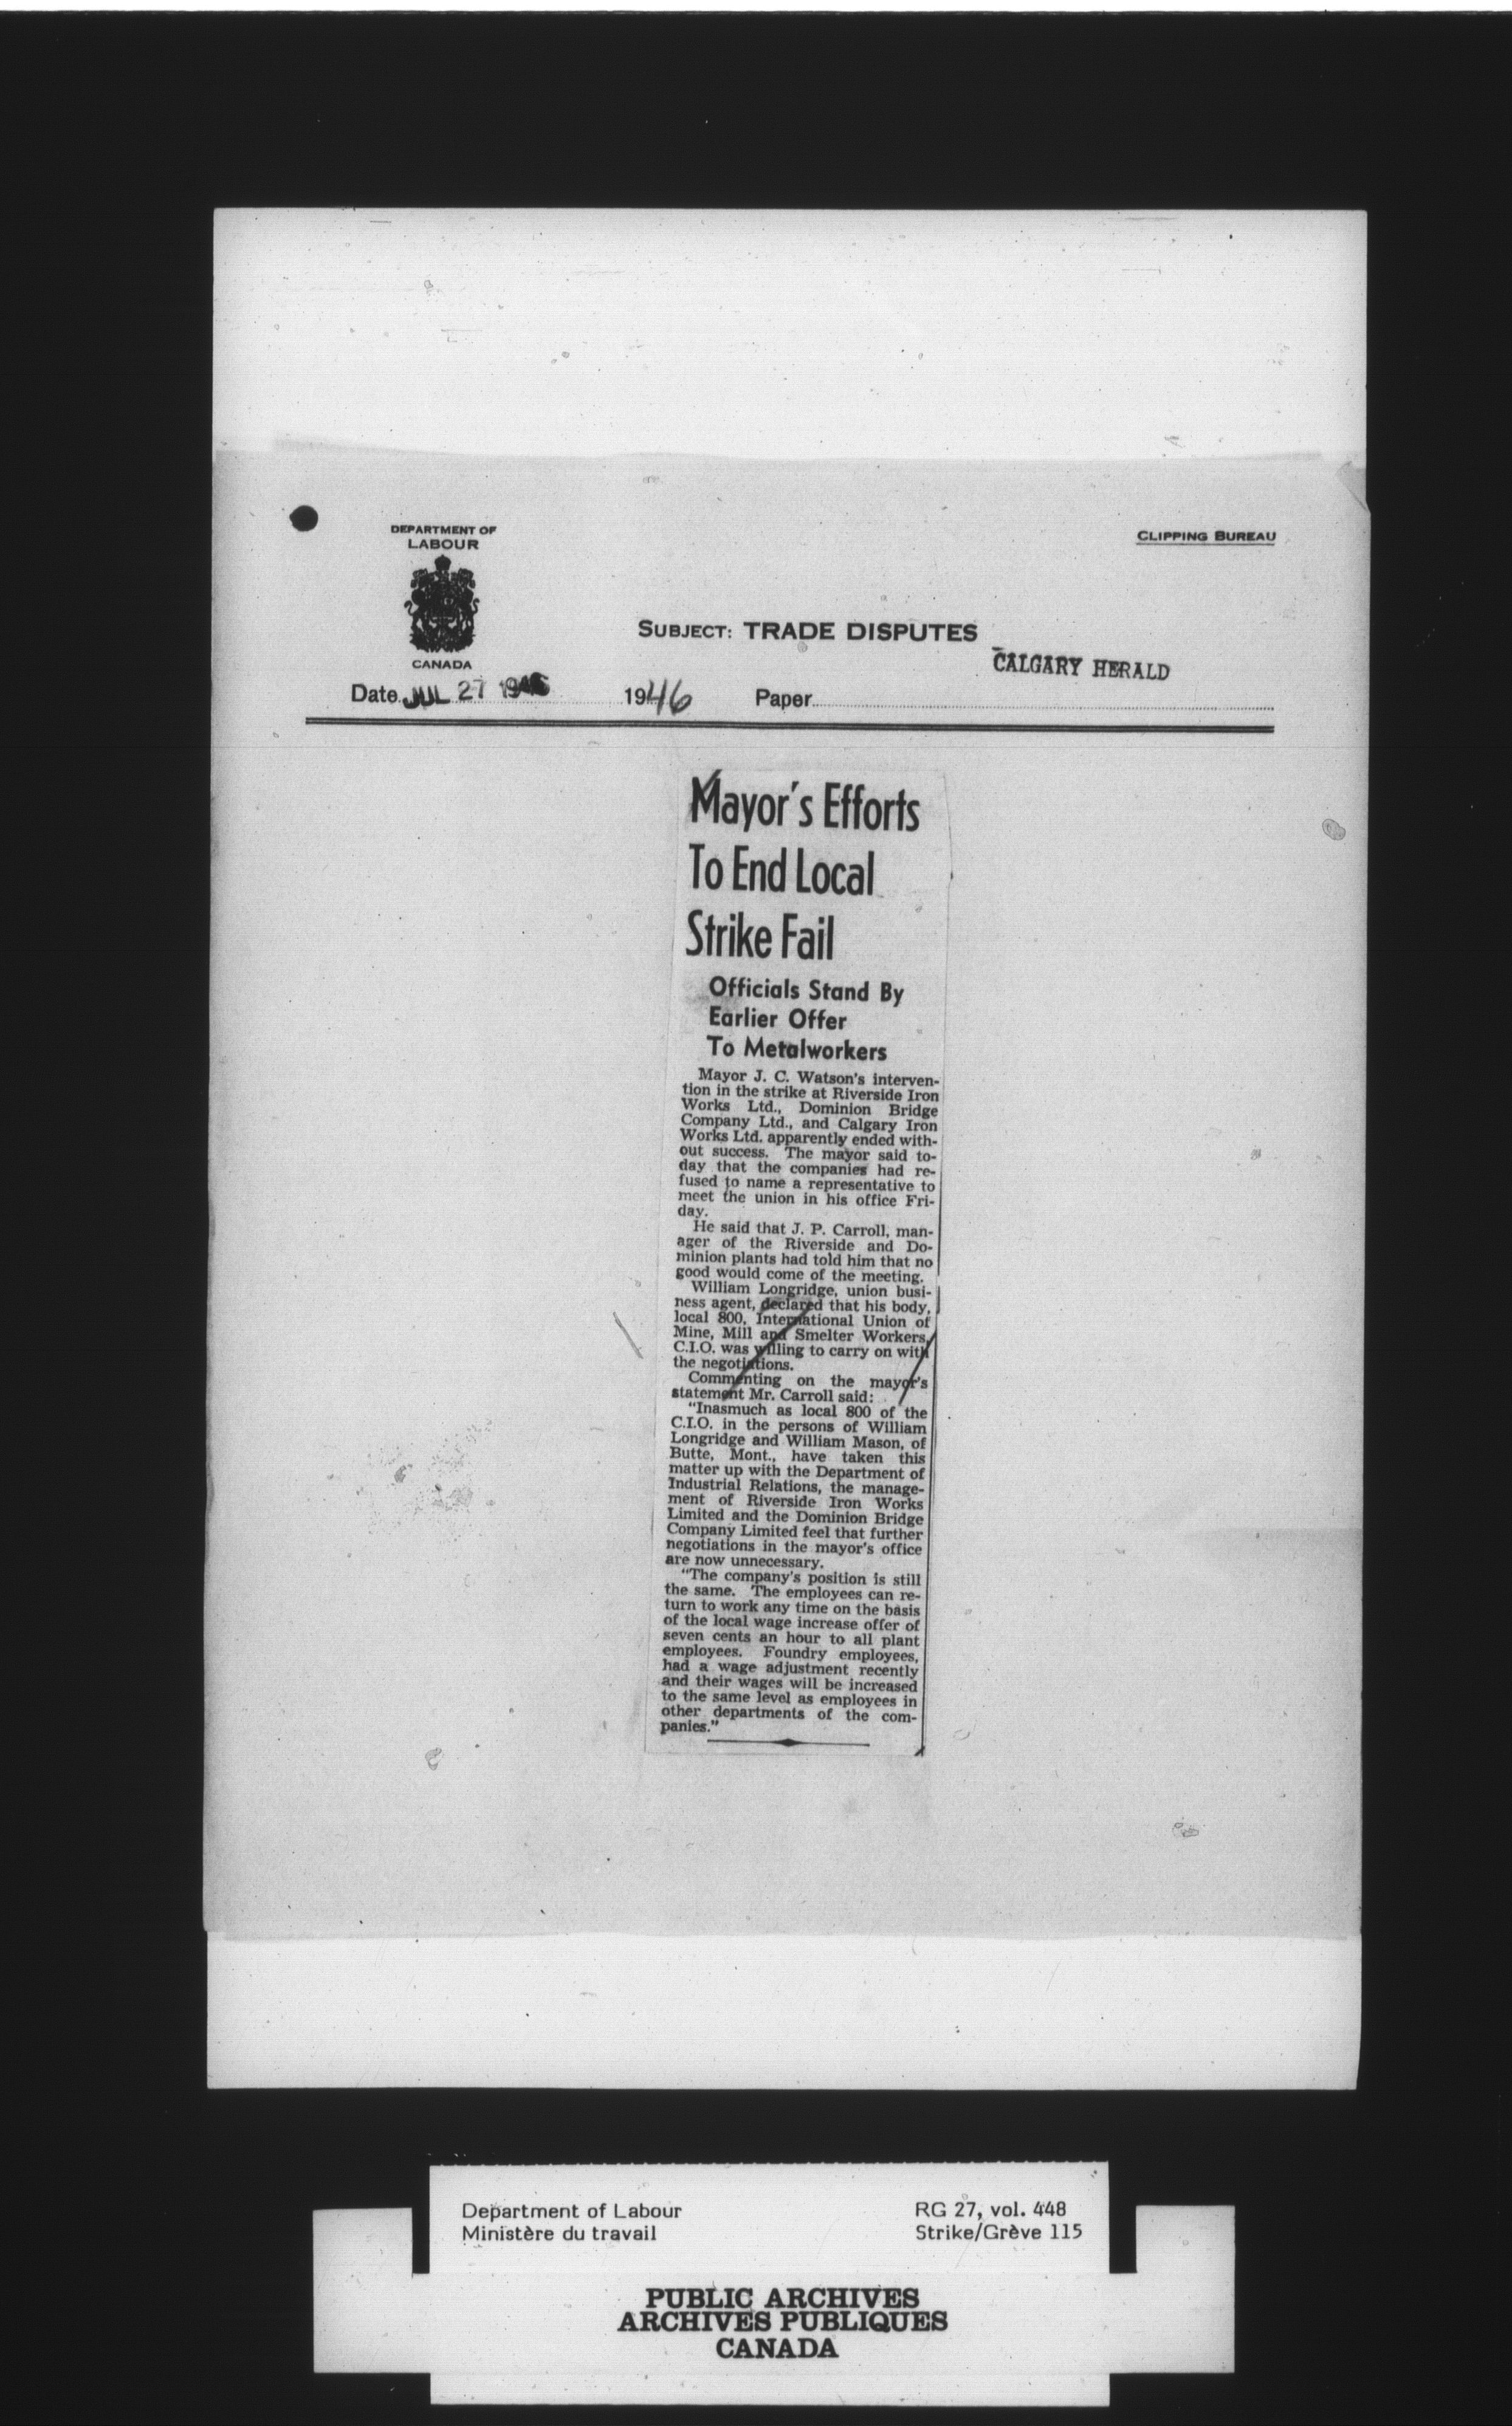 DEPARTMENT OF
LABOUR
CANADA
CLIPPING BUREAU
SUBJECT: TRADE DISPUTES
CALGARY HERALD
Date JUL 27 1946 1946 Paper
Mayor's Efforts
To End Local
Strike Fail
Officials Stand By
Earlier Offer
To Metalworkers
Mayor J. C. Watson's interven-
tion in the strike at Riverside Iron
Works Ltd., Dominion Bridge
Company Ltd., and Calgary Iron
Works Ltd. apparently ended with-
out success. The mayor said to-
day that the companies had re-
fused to name a representative to
meet the union in his office Fri-
day.
He said that J. P. Carroll, man-
ager of the Riverside and Do-
minion plants had told him that no
good would come of the meeting.
William Longridge, union busi-
ness agent, declared that his body,
local 800, International Union of
Mine, Mill and Smelter Workers,
C.I.O. was willing to carry on with
the negotiations.
Commenting on the mayor's
statement Mr. Carroll said:
"Inasmuch as local 800 of the
C.I.O. in the persons of William
Longridge and William Mason, of
Butte, Mont., have taken this
matter up with the Department of
Industrial Relations, the manage-
ment of Riverside Iron Works
Limited and the Dominion Bridge
Company Limited feel that further
negotiations in the mayor's office
are now unnecessary.
"The company's position is still
the same. The employees can re-
turn to work any time on the basis
of the local wage increase offer of
seven cents an hour to all plant
employees. Foundry employees,
had a wage adjustment recently
and their wages will be increased
to the same level as employees in
other departments of the com-
panies."
Department of Labour
Ministère du travail
RG 27, vol. 448
Strike/Grève 115
PUBLIC ARCHIVES
ARCHIVES PUBLIQUES
CANADA